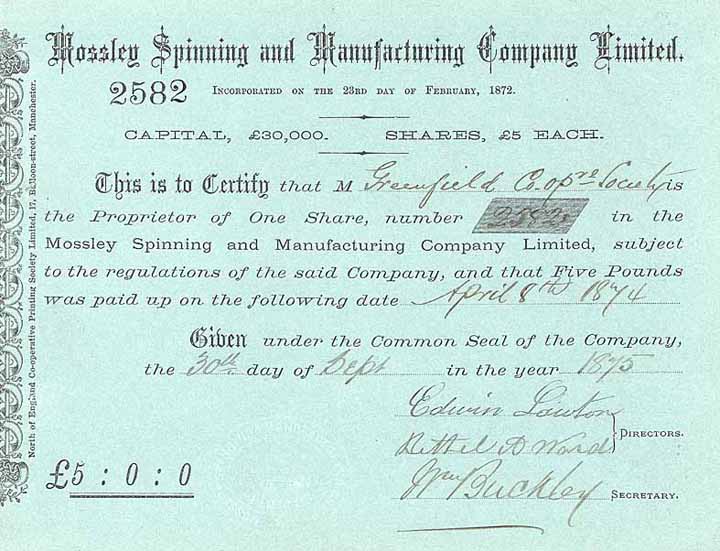 Mossley Spinning and Manufacturing Company Limited.
2582
Incorporated on the 23rd day of February, 1872.
CAPITAL, £30,000. SHARES, £5 EACH.
This is to Certify that M Greenfield Co-opve Society is
the Proprietor of One Share, number 2582 in the
Mossley Spinning and Manufacturing Company Limited, subject
to the regulations of the said Company, and that Five Pounds
was paid up on the following date April 8th 1874
Given under the Common Seal of the Company,
the 30th day of Sept in the year 1875
Edwin Lawton
Bethel A Ward
Directors.
£5 : 0 : 0
Wm Buckley Secretary.
North of England Co-operative Printing Society Limited, 17, Balloon-street, Manchester.